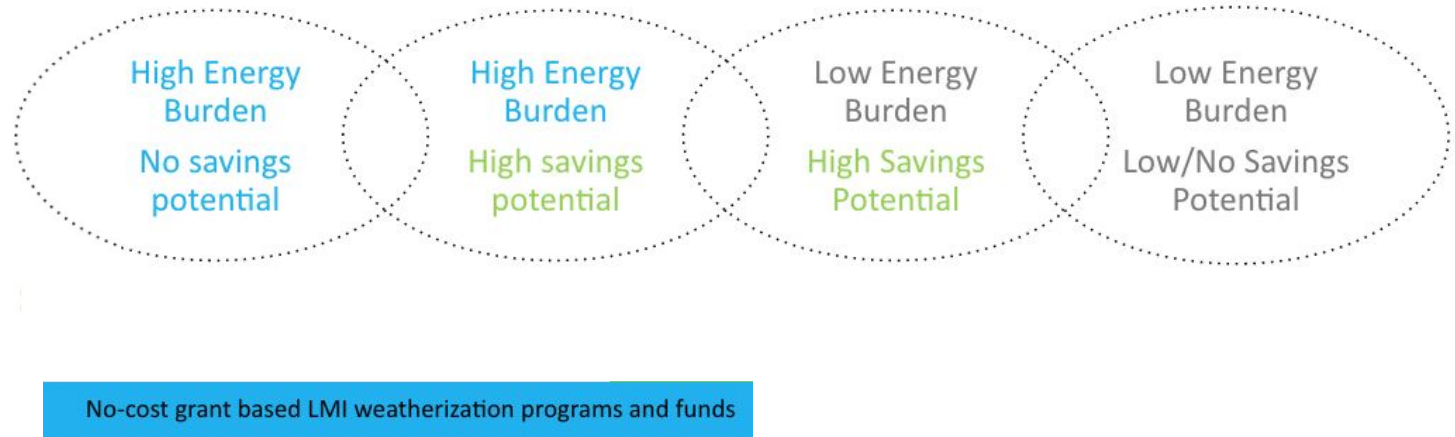 High Energy
Burden
No savings
potential
High Energy
Burden
High savings
potential
Low Energy
Burden
High Savings
Potential
Low Energy
Burden
Low/No Savings
Potential
No-cost grant based LMI weatherization programs and funds